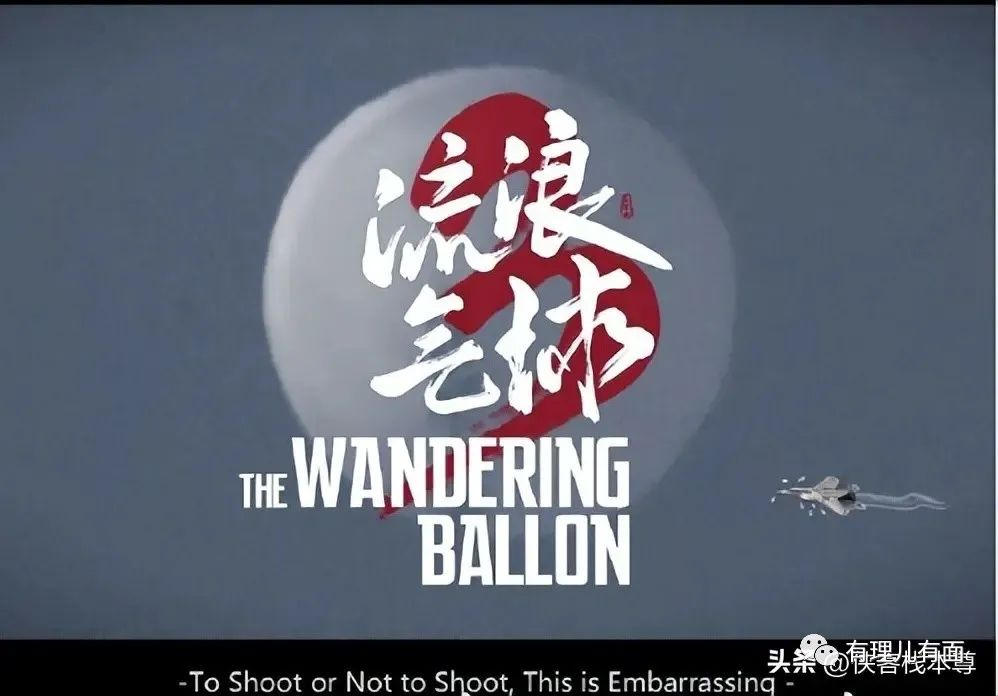 流浪
气球
THE WANDERING
BALLON
有理儿有面
头条 @侠客栈本尊
-To Shoot or Not to Shoot, This is Embarrassing -